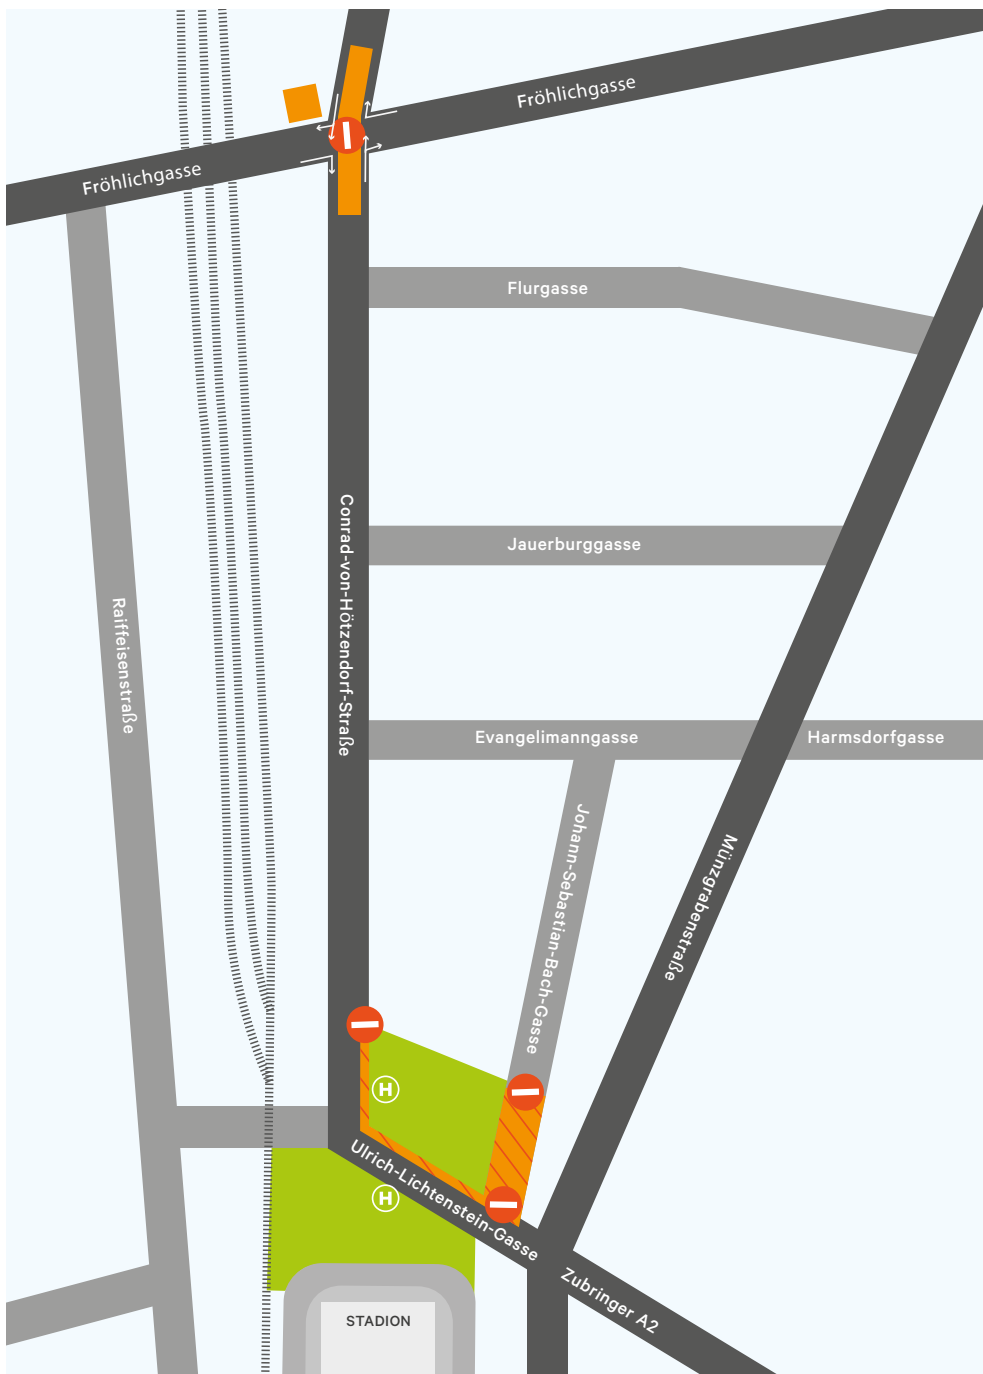 Fröhlichgasse
Fröhlichgasse
Flurgasse
Conrad-von-Hötzendorf-Straße
Jauerburggasse
Raiffeisenstraße
Evangelimanngasse
Harmsdorfgasse
Johann-Sebastian-Bach-Gasse
Münzgrabenstraße
H
Ulrich-Lichtenstein-Gasse
H
Zubringer A2
STADION